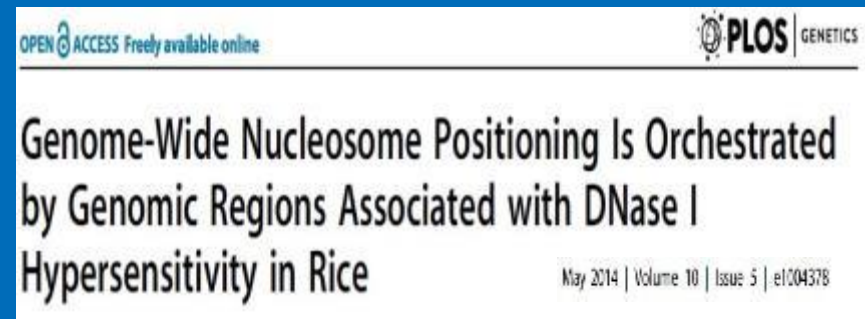 OPEN ACCESS Freely available online
PLOS | GENETICS
Genome-Wide Nucleosome Positioning Is Orchestrated
by Genomic Regions Associated with DNase I
Hypersensitivity in Rice
May 2014 | Volume 10 | Issue 5 | e1004378